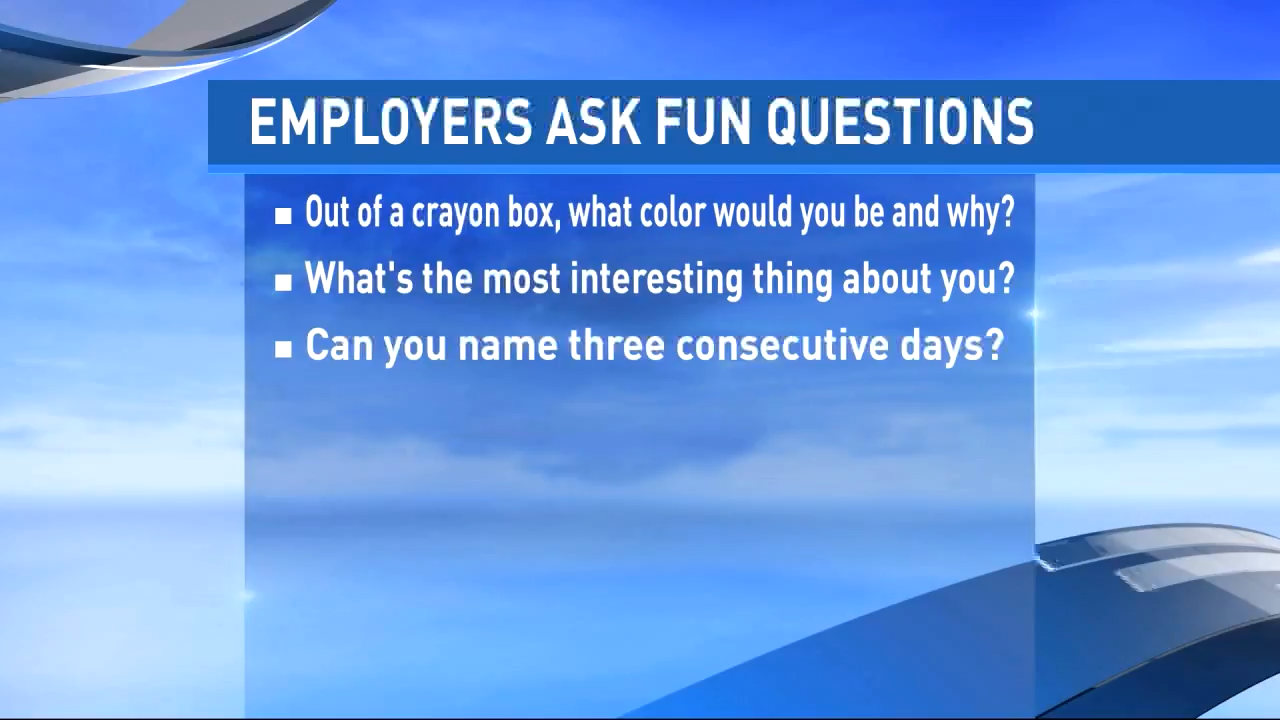 EMPLOYERS ASK FUN QUESTIONS
▪ Out of a crayon box, what color would you be and why?
▪ What's the most interesting thing about you?
▪ Can you name three consecutive days?